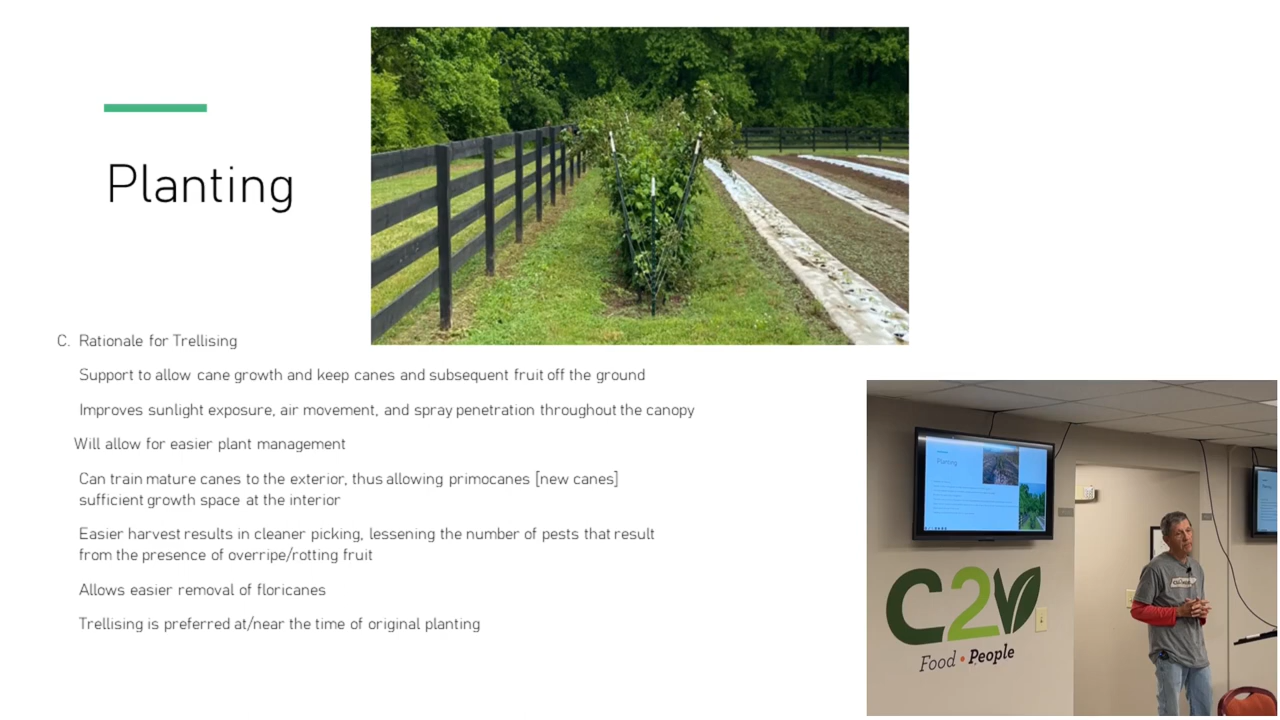 Planting
C. Rationale for Trellising
Support to allow cane growth and keep canes and subsequent fruit off the ground
Improves sunlight exposure, air movement, and spray penetration throughout the canopy
Will allow for easier plant management
Can train mature canes to the exterior, thus allowing primocanes [new canes]
sufficient growth space at the interior
Easier harvest results in cleaner picking, lessening the number of pests that result
from the presence of overripe/rotting fruit
Allows easier removal of floricanes
Trellising is preferred at/near the time of original planting
Planting
C2V
Food • People